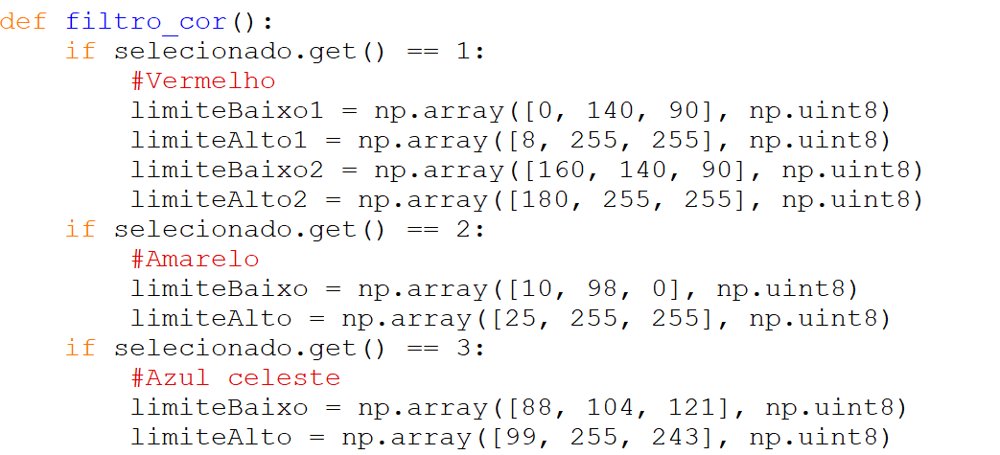 def filtro_cor():
    if selecionado.get() == 1:
        #Vermelho
        limiteBaixo1 = np.array([0, 140, 90], np.uint8)
        limiteAlto1 = np.array([8, 255, 255], np.uint8)
        limiteBaixo2 = np.array([160, 140, 90], np.uint8)
        limiteAlto2 = np.array([180, 255, 255], np.uint8)
    if selecionado.get() == 2:
        #Amarelo
        limiteBaixo = np.array([10, 98, 0], np.uint8)
        limiteAlto = np.array([25, 255, 255], np.uint8)
    if selecionado.get() == 3:
        #Azul celeste
        limiteBaixo = np.array([88, 104, 121], np.uint8)
        limiteAlto = np.array([99, 255, 243], np.uint8)